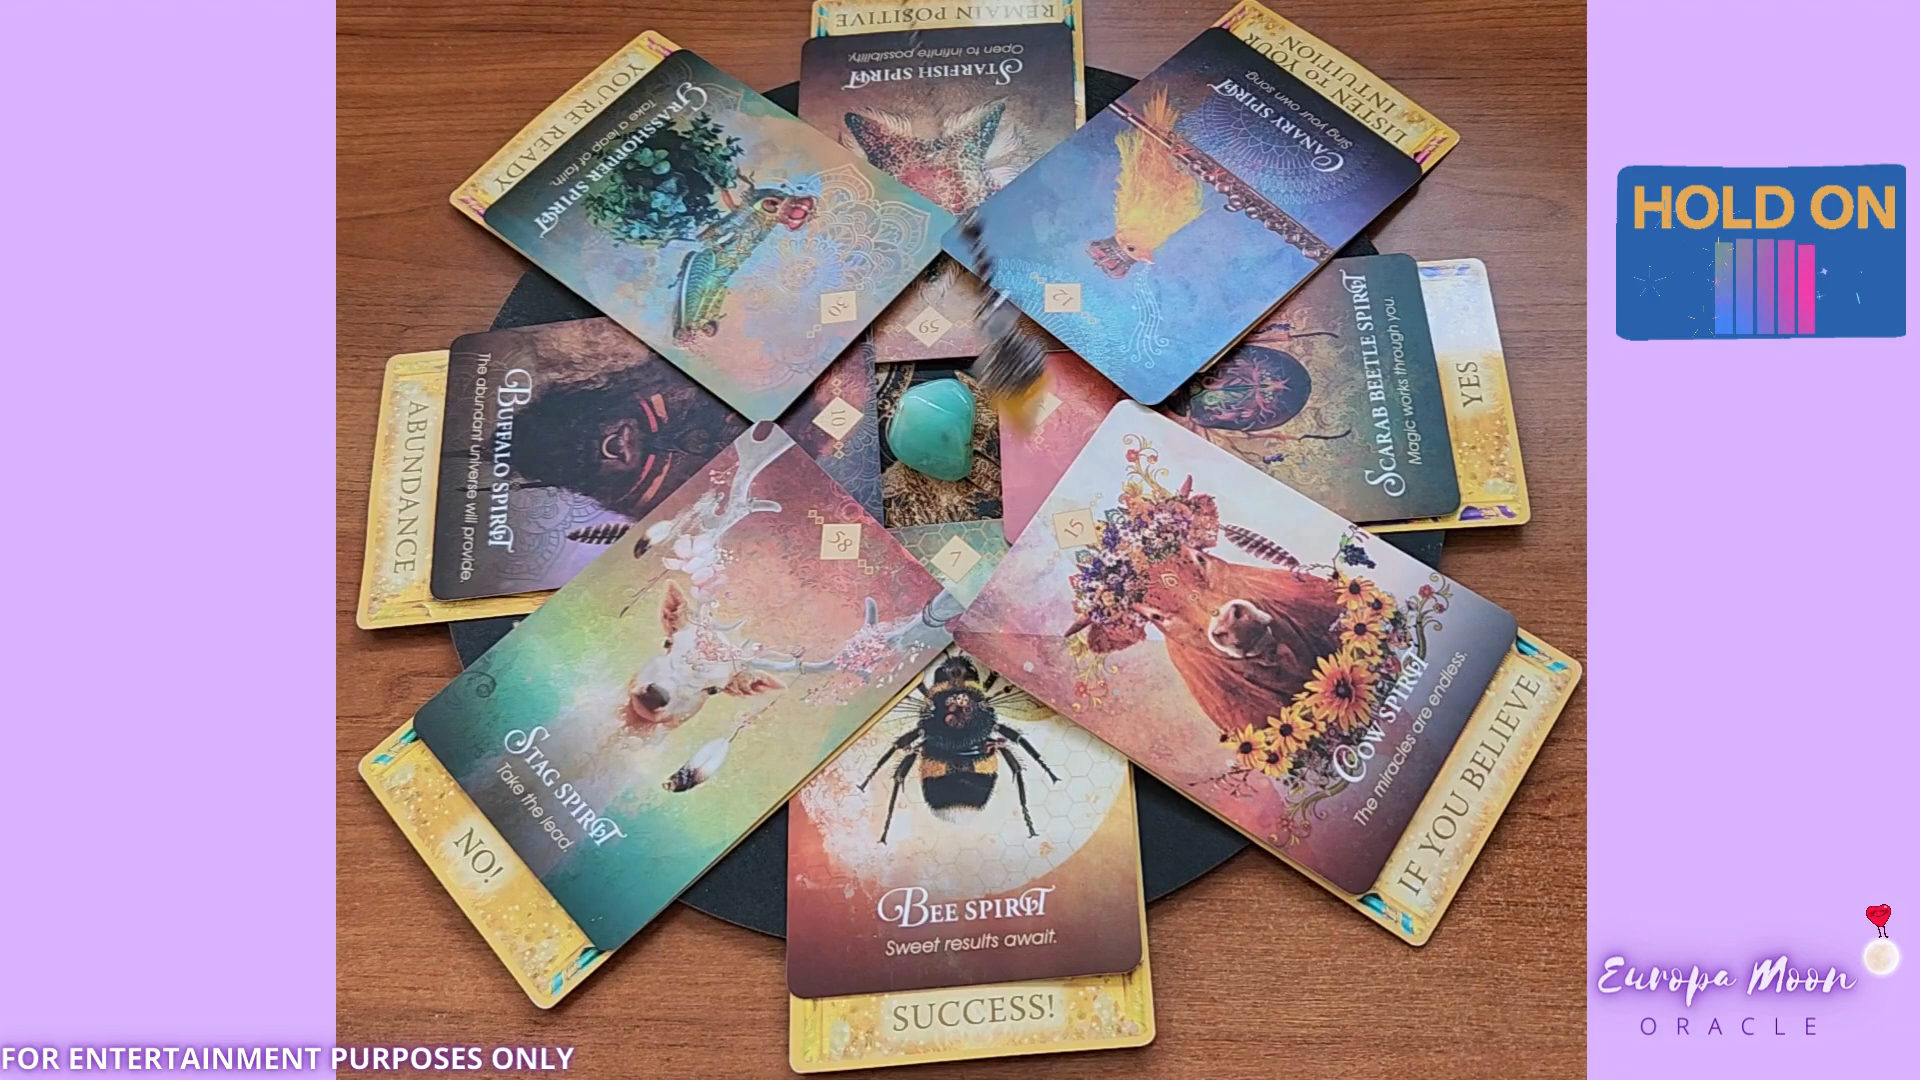 REMAIN POSITIVE
Open to infinite possibility.
STARFISH SPIRIT
59
LISTEN TO YOUR
INTUITION
Sing your own song.
CANARY SPIRIT
12
YES
SCARAB BEETLE SPIRIT
Magic works through you.
IF YOU BELIEVE
COW SPIRIT
The miracles are endless.
15
BEE SPIRIT
Sweet results await.
7
SUCCESS!
STAG SPIRIT
Take the lead.
58
NO!
ABUNDANCE
BUFFALO SPIRIT
The abundant universe will provide.
10
YOU'RE READY
Take a leap of faith.
GRASSHOPPER SPIRIT
30
HOLD ON
Europa Moon
ORACLE
FOR ENTERTAINMENT PURPOSES ONLY